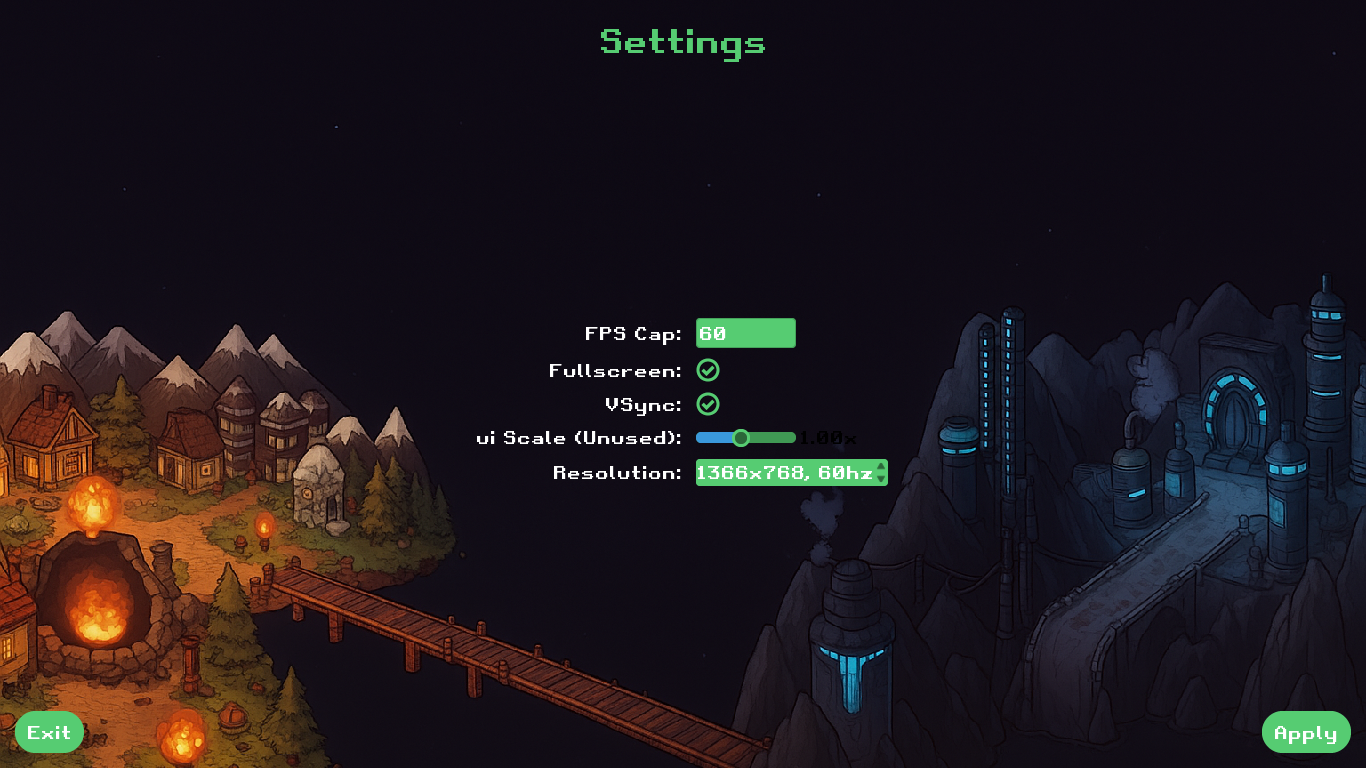 Settings
FPS Cap: 60
Fullscreen:
VSync:
ui Scale (Unused): 1.00x
Resolution: 1366x768, 60hz
Exit
Apply